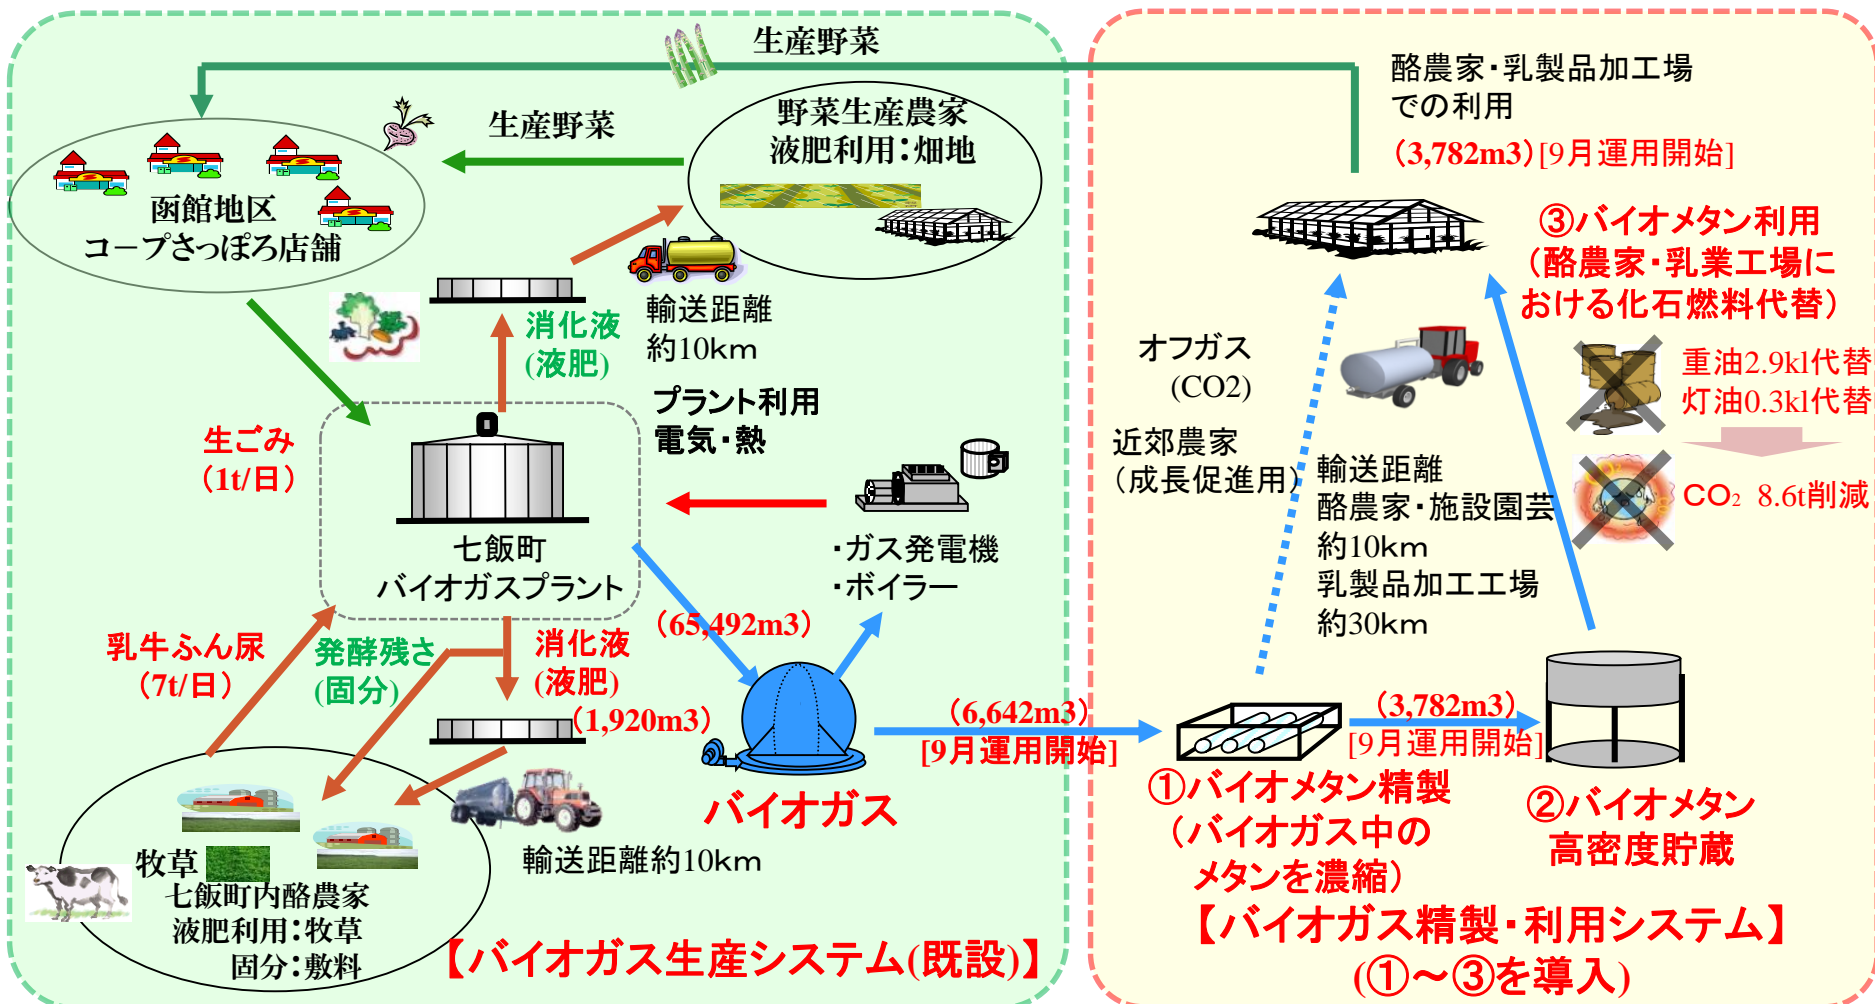 生産野菜
生産野菜
野菜生産農家
液肥利用：畑地
函館地区
コープさっぽろ店舗
消化液
(液肥)
輸送距離
約10km
プラント利用
電気・熱
生ごみ
（1t/日）
七飯町
バイオガスプラント
・ガス発電機
・ボイラー
（65,492m3）
乳牛ふん尿
（7t/日）
発酵残さ
(固分)
消化液
(液肥)
（1,920m3）
バイオガス
（6,642m3）
[9月運用開始]
輸送距離約10km
牧草
七飯町内酪農家
液肥利用：牧草
固分：敷料
【バイオガス生産システム(既設)】
酪農家・乳製品加工場
での利用
（3,782m3）[9月運用開始]
③バイオメタン利用
（酪農家・乳業工場に
おける化石燃料代替）
重油2.9kl代替
灯油0.3kl代替
CO₂ 8.6t削減
オフガス
(CO2)
近郊農家
（成長促進用）
輸送距離
酪農家・施設園芸
約10km
乳製品加工工場
約30km
（3,782m3）
[9月運用開始]
①バイオメタン精製
（バイオガス中の
メタンを濃縮）
②バイオメタン
高密度貯蔵
【バイオガス精製・利用システム】
(①～③を導入)